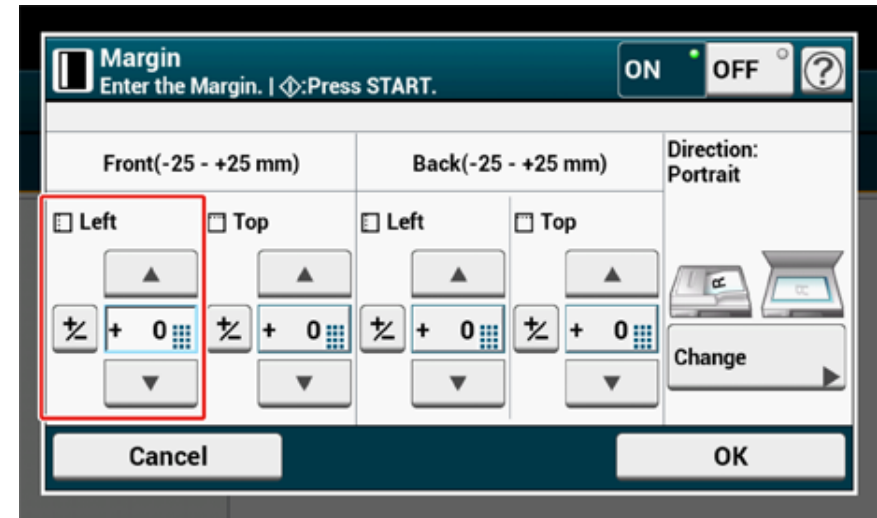 Margin
Enter the Margin. | :Press START.
ON
OFF
?
Front(-25 - +25 mm)
Back(-25 - +25 mm)
Direction:
Portrait
Left
Top
Left
Top
+/- + 0
+/- + 0
+/- + 0
+/- + 0
Change
Cancel
OK